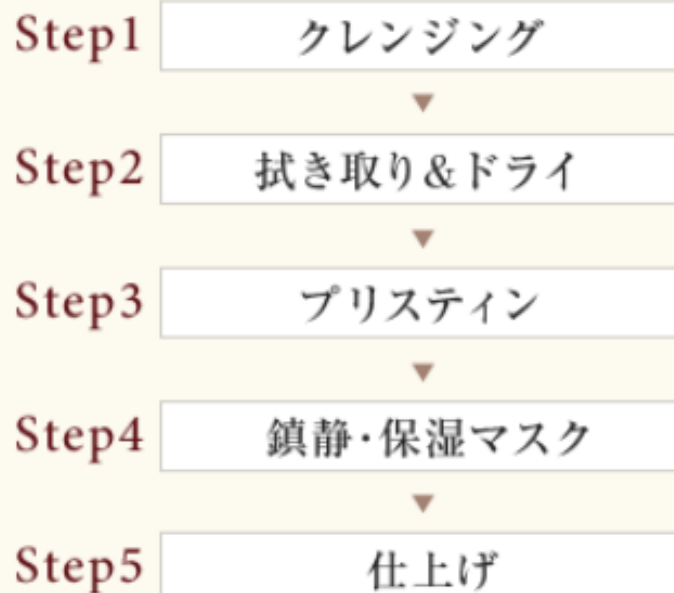 Step1 クレンジング
▼
Step2 拭き取り&ドライ
▼
Step3 プリスティン
▼
Step4 鎮静・保湿マスク
▼
Step5 仕上げ